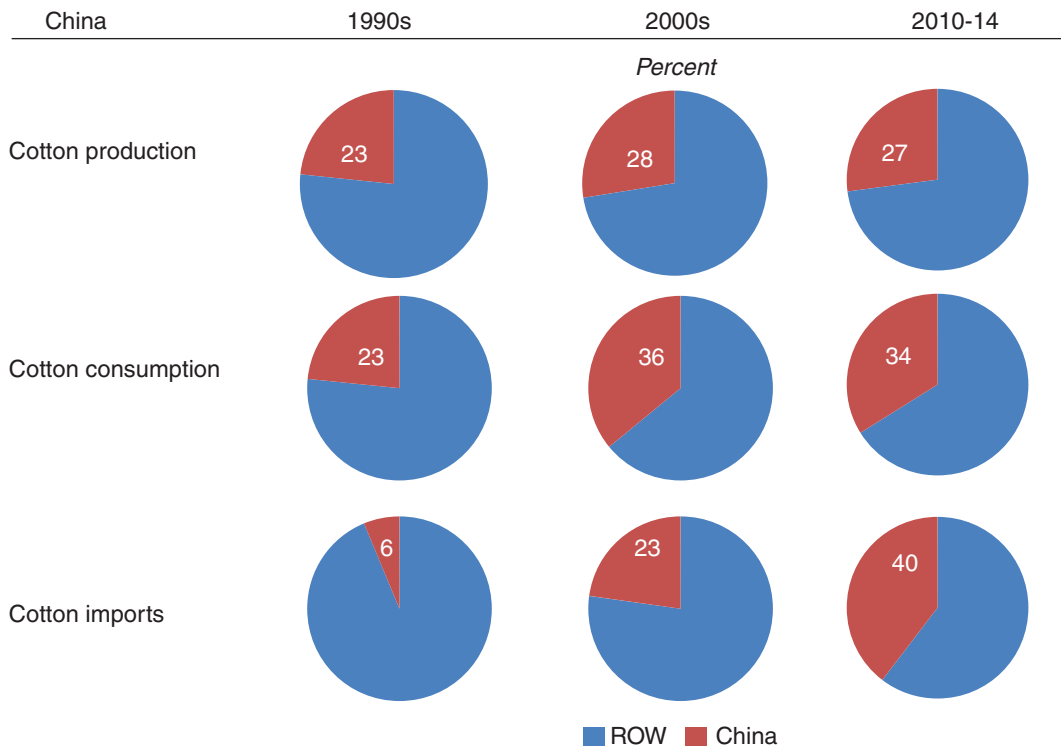 China 1990s 2000s 2010-14
Percent
Cotton production 23 28 27
Cotton consumption 23 36 34
Cotton imports 6 23 40
ROW China